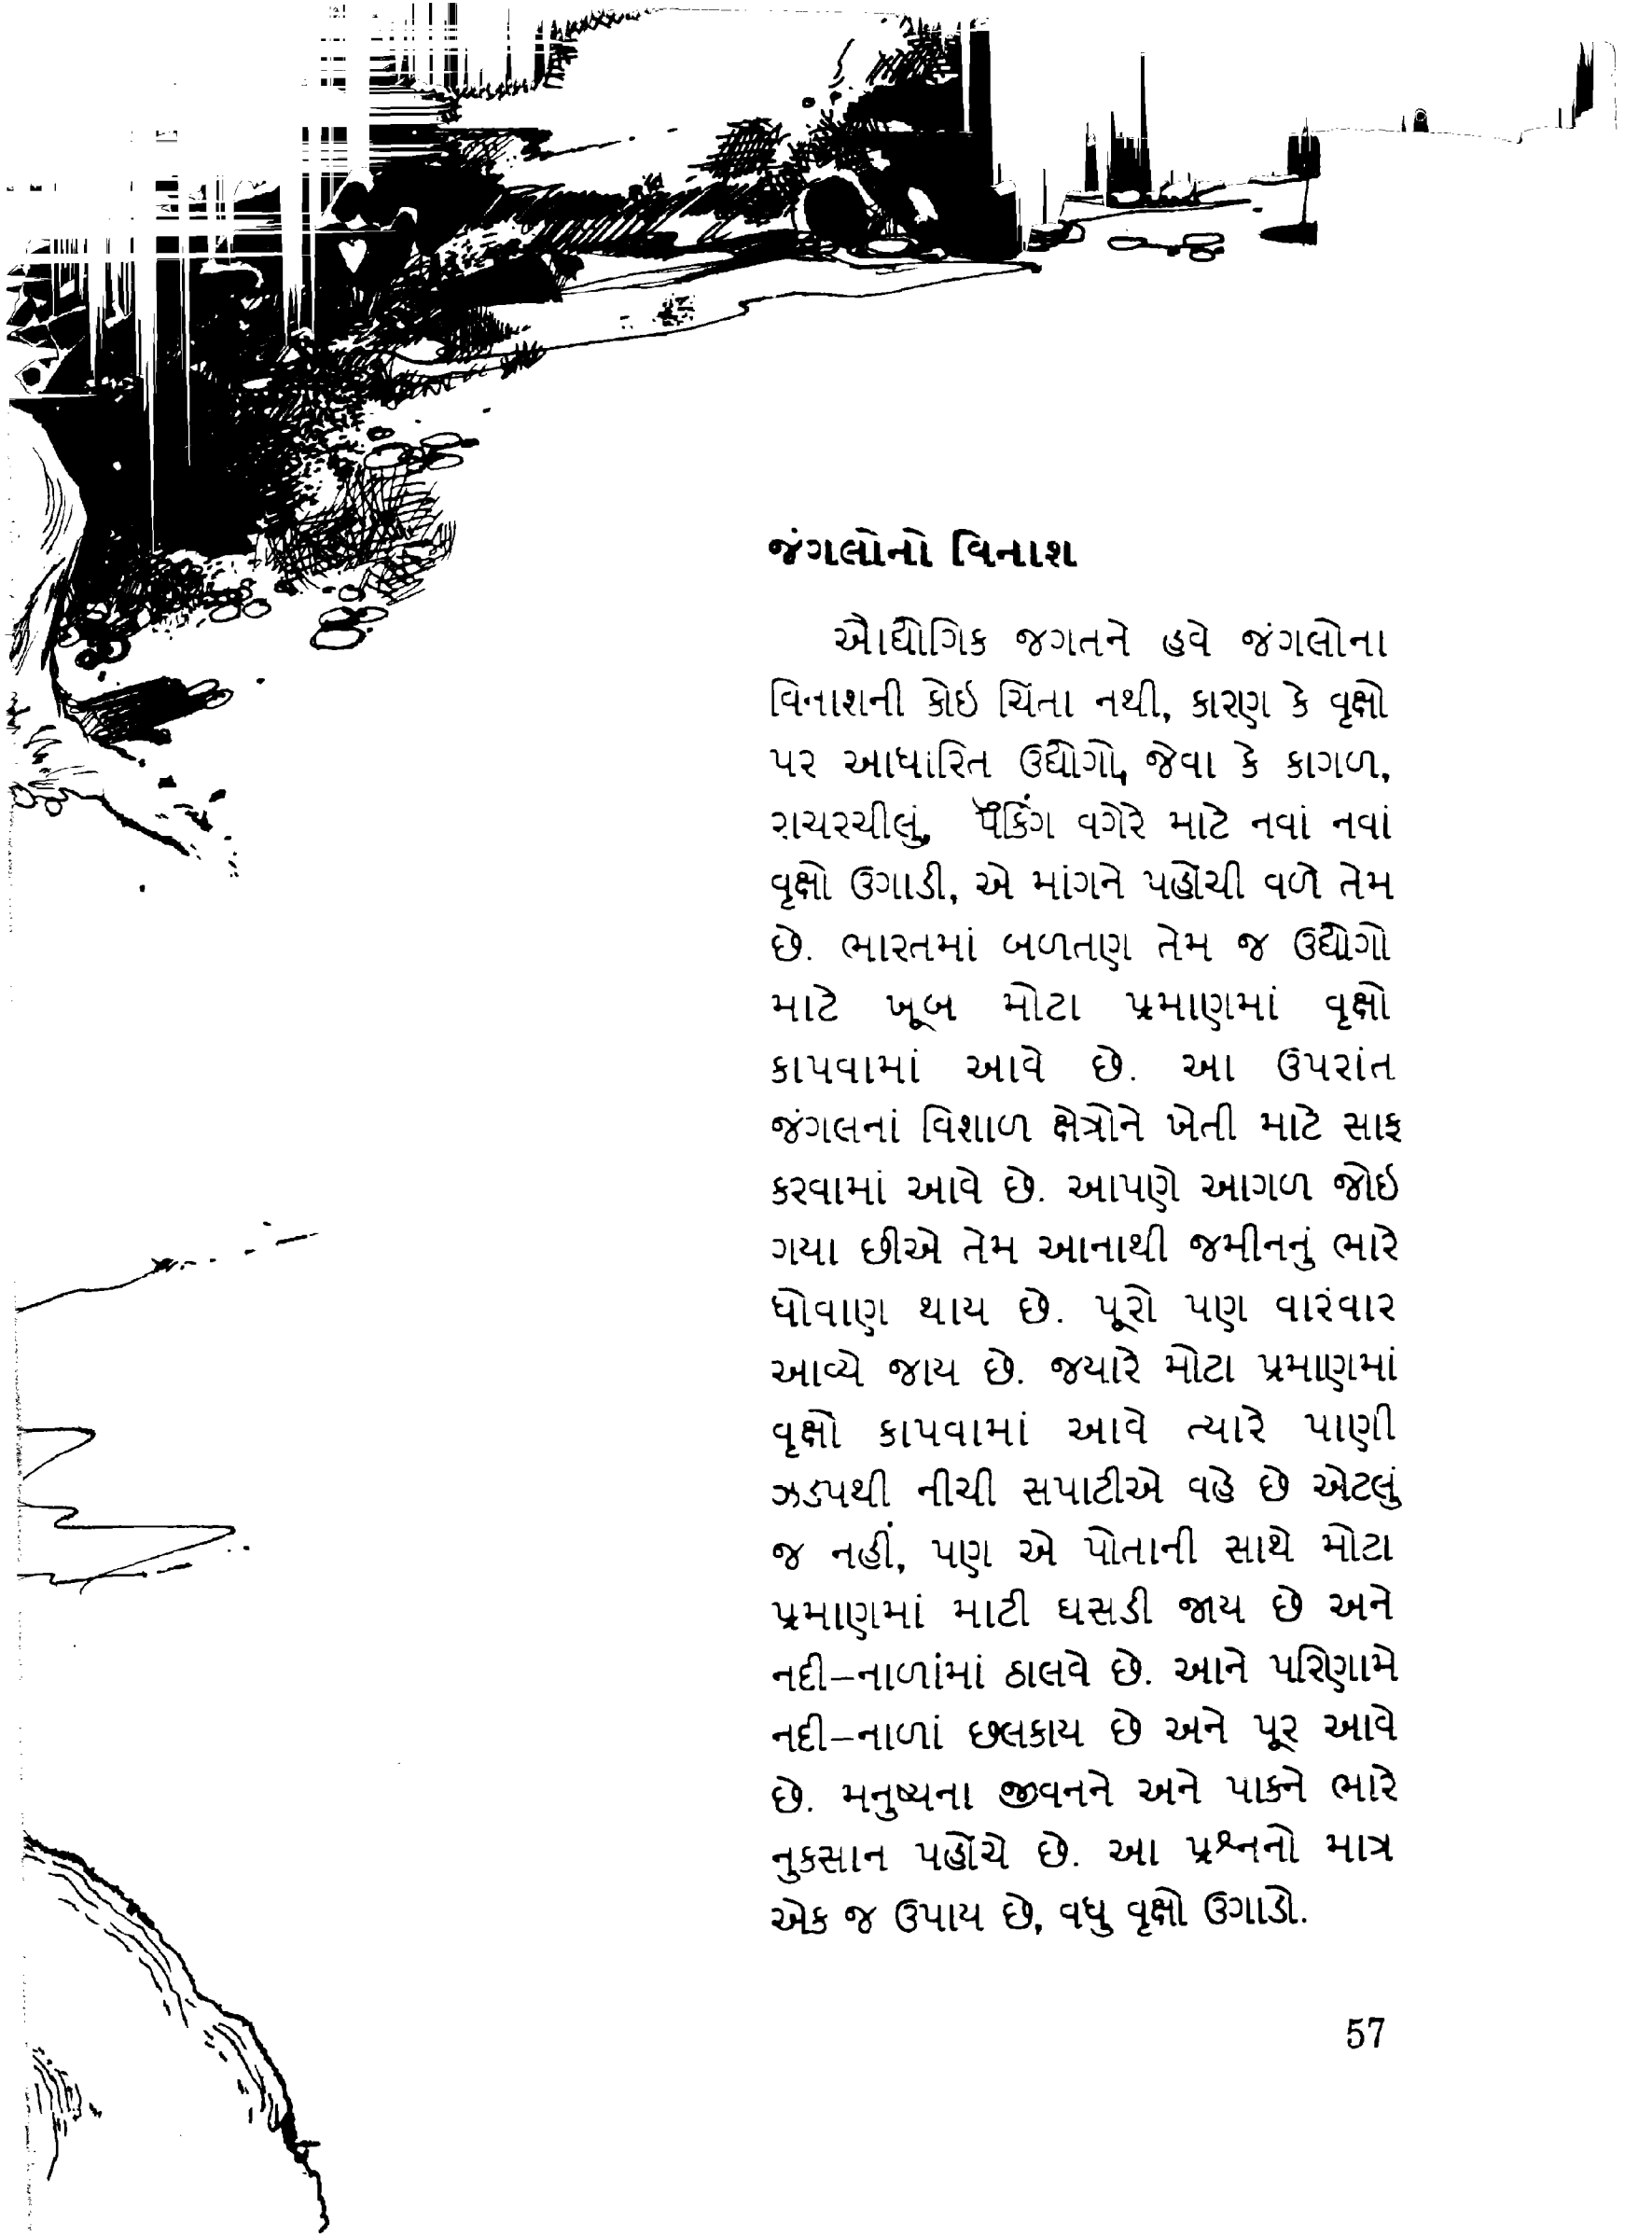 જંગલોનો વિનાશ
ઔદ્યોગિક જગતને હવે જંગલોના
વિનાશની કોઇ ચિંતા નથી, કારણ કે વૃક્ષો
પર આધારિત ઉદ્યોગો, જેવા કે કાગળ,
રાચરચીલું, પૅકિંગ વગેરે માટે નવાં નવાં
વૃક્ષો ઉગાડી, એ માંગને પહોંચી વળે તેમ
છે. ભારતમાં બળતણ તેમ જ ઉદ્યોગો
માટે ખૂબ મોટા પ્રમાણમાં વૃક્ષો
કાપવામાં આવે છે. આ ઉપરાંત
જંગલનાં વિશાળ ક્ષેત્રોને ખેતી માટે સાફ
કરવામાં આવે છે. આપણે આગળ જોઇ
ગયા છીએ તેમ આનાથી જમીનનું ભારે
ધોવાણ થાય છે. પૂરો પણ વારંવાર
આવ્યે જાય છે. જયારે મોટા પ્રમાણમાં
વૃક્ષો કાપવામાં આવે ત્યારે પાણી
ઝડપથી નીચી સપાટીએ વહે છે એટલું
જ નહીં, પણ એ પોતાની સાથે મોટા
પ્રમાણમાં માટી ઘસડી જાય છે અને
નદી–નાળાંમાં ઠાલવે છે. આને પરિણામે
નદી–નાળાં છલકાય છે અને પૂર આવે
છે. મનુષ્યના જીવનને અને પાકને ભારે
નુકસાન પહોંચે છે. આ પ્રશ્નનો માત્ર
એક જ ઉપાય છે, વધુ વૃક્ષો ઉગાડો.
57